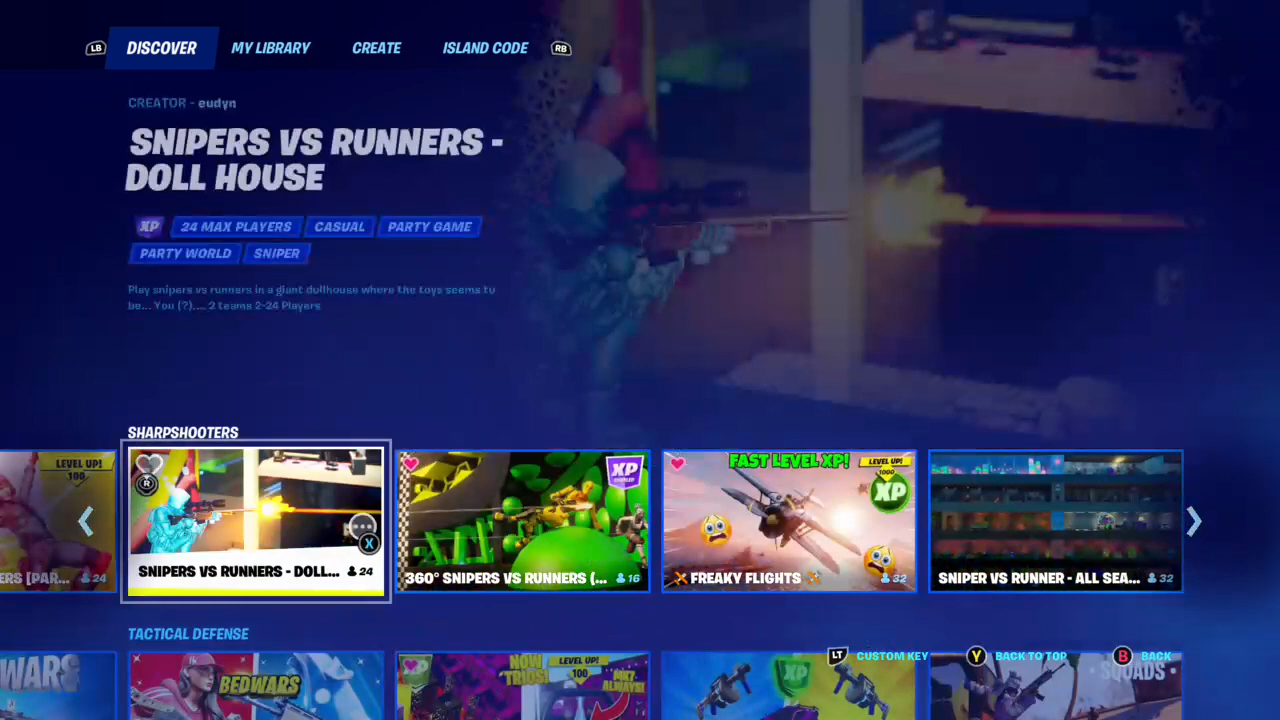 LB DISCOVER MY LIBRARY CREATE ISLAND CODE RB
CREATOR - eudyn
SNIPERS VS RUNNERS -
DOLL HOUSE
XP 24 MAX PLAYERS CASUAL PARTY GAME
PARTY WORLD SNIPER
Play snipers vs runners in a giant dollhouse where the toys seems to
be... You (?).... 2 teams 2-24 Players
SHARPSHOOTERS
LEVEL UP!
100
ERS [PAR... 24
R
X
SNIPERS VS RUNNERS - DOLL... 24
XP
360° SNIPERS VS RUNNERS (... 16
FAST LEVEL XP!
LEVEL UP!
1000
XP
FREAKY FLIGHTS 32
SNIPER VS RUNNER - ALL SEA... 32
TACTICAL DEFENSE
LT CUSTOM KEY Y BACK TO TOP B BACK
WARS
BEDWARS
XP
NOW
TRIOS!
LEVEL UP!
100
ALWAYS!
XP
SQUADS